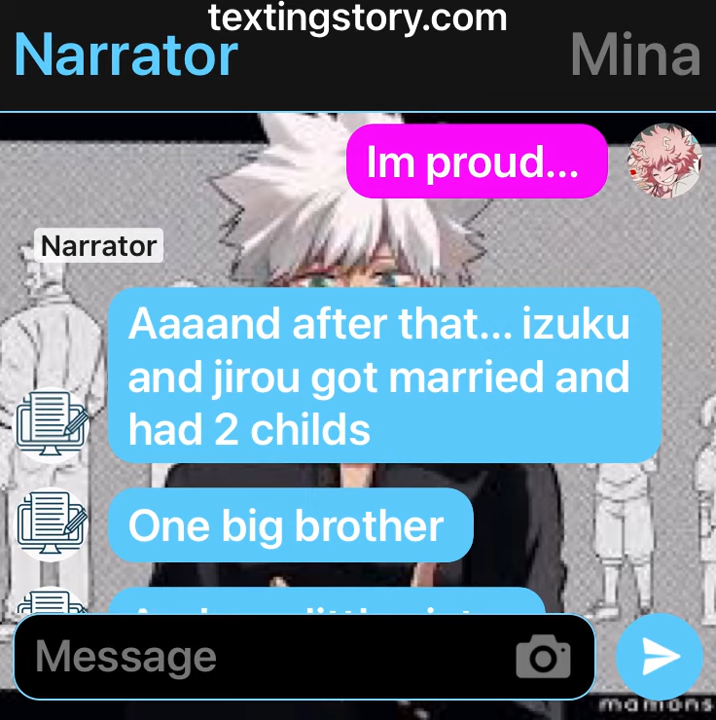 textingstory.com
Narrator
Mina
Im proud...
Narrator
Aaaand after that... izuku
and jirou got married and
had 2 childs
One big brother
Message